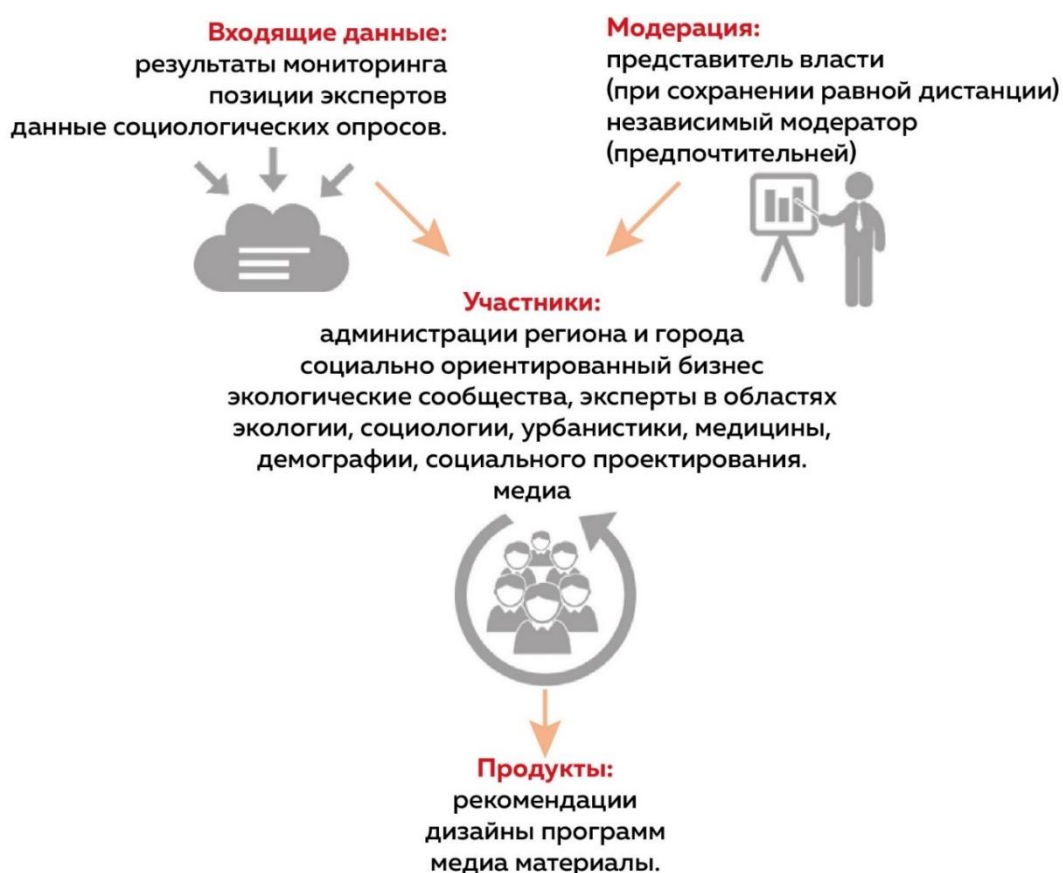 Входящие данные:
результаты мониторинга
позиции экспертов
данные социологических опросов.
Модерация:
представитель власти
(при сохранении равной дистанции)
независимый модератор
(предпочтительней)
Участники:
администрации региона и города
социально ориентированный бизнес
экологические сообщества, эксперты в областях
экологии, социологии, урбанистики, медицины,
демографии, социального проектирования.
медиа
Продукты:
рекомендации
дизайны программ
медиа материалы.